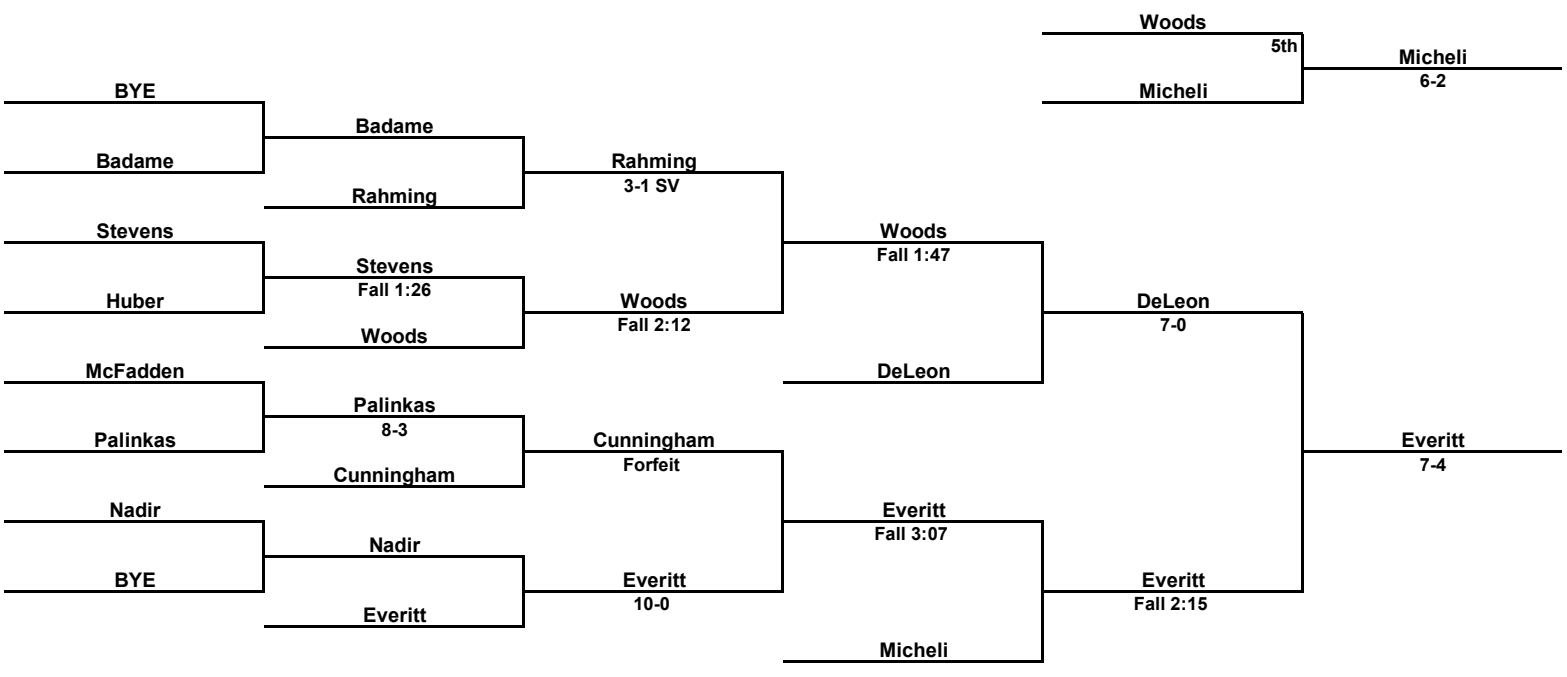 Woods
5th
Micheli
6-2
Micheli
BYE
Badame
Badame
Rahming
3-1 SV
Rahming
Stevens
Woods
Fall 1:47
Stevens
Fall 1:26
Huber
Woods
Fall 2:12
DeLeon
7-0
Woods
McFadden
DeLeon
Palinkas
8-3
Palinkas
Cunningham
Forfeit
Everitt
7-4
Cunningham
Nadir
Everitt
Fall 3:07
Nadir
BYE
Everitt
10-0
Everitt
Fall 2:15
Everitt
Micheli